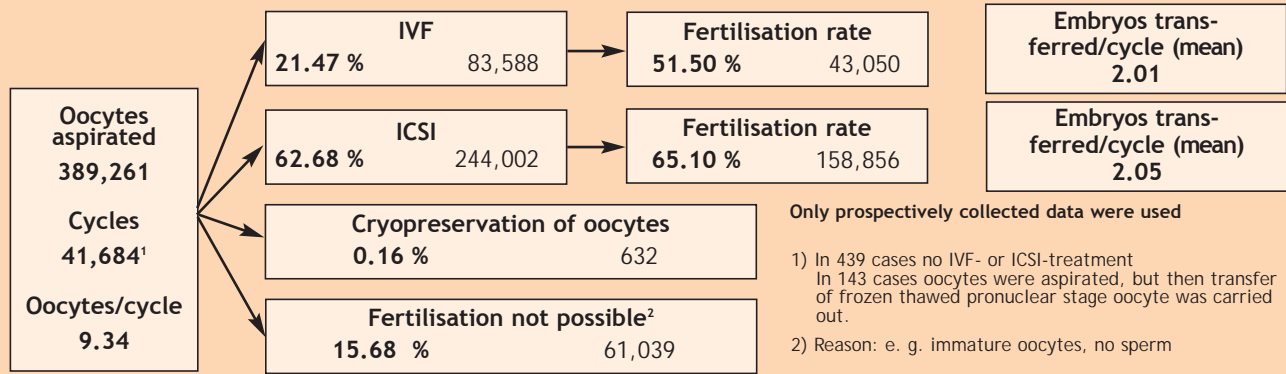 Oocytes
aspirated
389,261
Cycles
41,684¹
Oocytes/cycle
9.34
IVF
21.47 % 83,588
Fertilisation rate
51.50 % 43,050
Embryos trans-
ferred/cycle (mean)
2.01
ICSI
62.68 % 244,002
Fertilisation rate
65.10 % 158,856
Embryos trans-
ferred/cycle (mean)
2.05
Cryopreservation of oocytes
0.16 % 632
Fertilisation not possible²
15.68 % 61,039
Only prospectively collected data were used
1) In 439 cases no IVF- or ICSI-treatment
In 143 cases oocytes were aspirated, but then transfer
of frozen thawed pronuclear stage oocyte was carried
out.
2) Reason: e. g. immature oocytes, no sperm